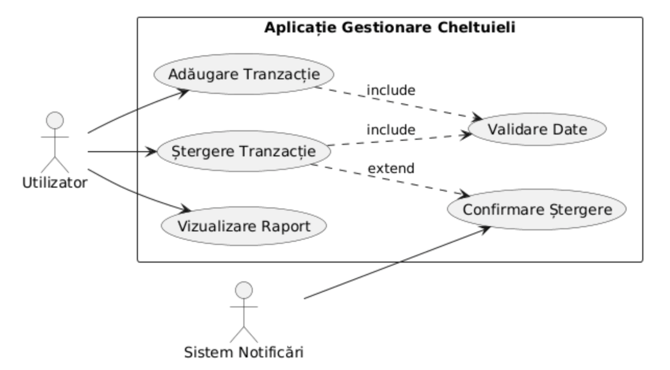 Aplicație Gestionare Cheltuieli
Adăugare Tranzacție
include
Validare Date
include
Ștergere Tranzacție
extend
Utilizator
Confirmare Ștergere
Vizualizare Raport
Sistem Notificări